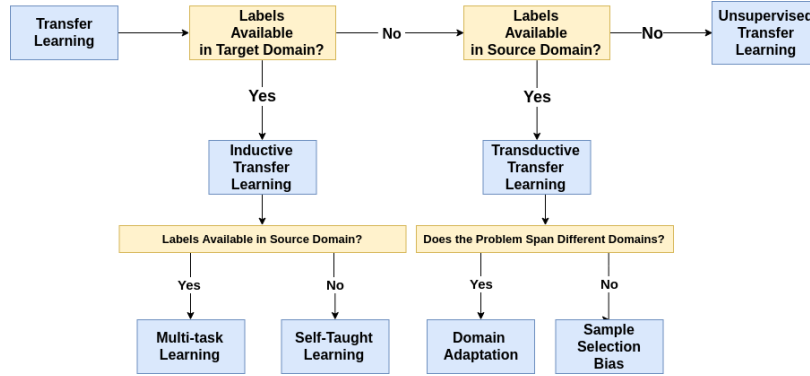 Transfer
Learning
Labels
Available
in Target Domain?
No
Labels
Available
in Source Domain?
No
Unsupervised
Transfer
Learning
Yes
Yes
Inductive
Transfer
Learning
Transductive
Transfer
Learning
Labels Available in Source Domain?
Does the Problem Span Different Domains?
Yes
No
Yes
No
Multi-task
Learning
Self-Taught
Learning
Domain
Adaptation
Sample
Selection
Bias